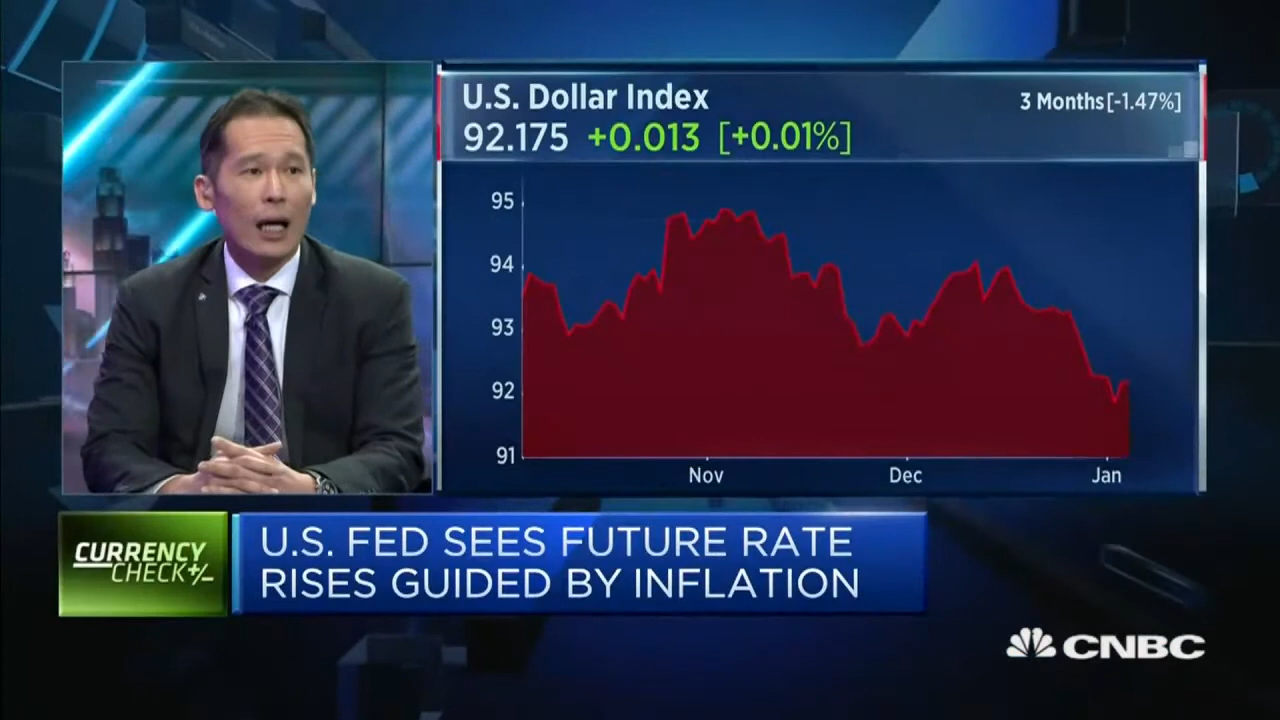 U.S. Dollar Index
3 Months[-1.47%]
92.175 +0.013 [+0.01%]
95
94
93
92
91
Nov Dec Jan
CURRENCY
CHECK+/-
U.S. FED SEES FUTURE RATE
RISES GUIDED BY INFLATION
CNBC